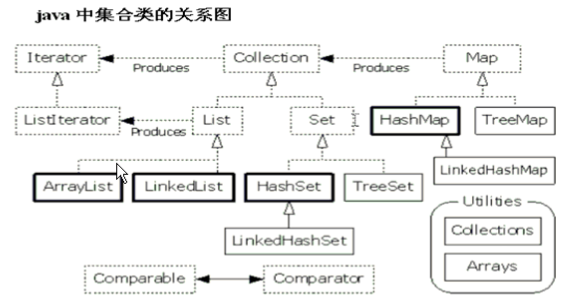 java 中集合类的关系图
Iterator Produces Collection Produces Map
ListIterator Produces List Set HashMap TreeMap
ArrayList LinkedList HashSet TreeSet LinkedHashMap
LinkedHashSet
Utilities
Collections
Arrays
Comparable Comparator